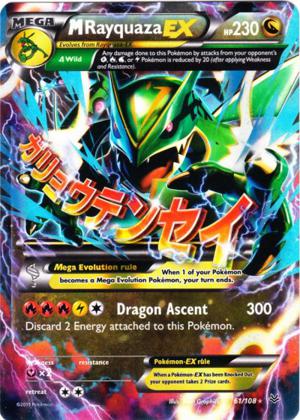 MEGA
M Rayquaza EX HP230
Evolves from Rayquaza-EX
Δ Wild Any damage done to this Pokémon by attacks from your opponent's
Pokémon is reduced by 20 (after applying Weakness
and Resistance).
ガリョウテンセイ
Mega Evolution rule When 1 of your Pokémon
becomes a Mega Evolution Pokémon, your turn ends.
Dragon Ascent 300
Discard 2 Energy attached to this Pokémon.
×2
Pokémon-EX rule
When a Pokémon-EX has been Knocked Out,
your opponent takes 2 Prize cards.
retreat
61/108
©2015